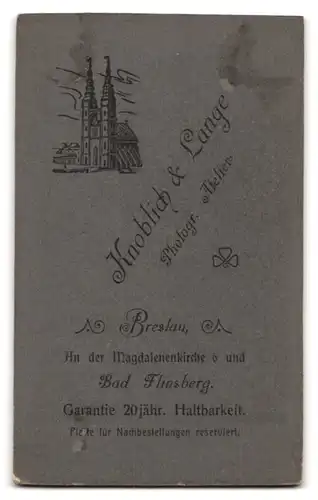 Knoblich & Lange
Photogr. Atelier.
Breslau,
An der Magdalenenkirche 6 und
Bad Flinsberg.
Garantie 20jähr. Haltbarkeit.
Platte für Nachbestellungen reserviert.